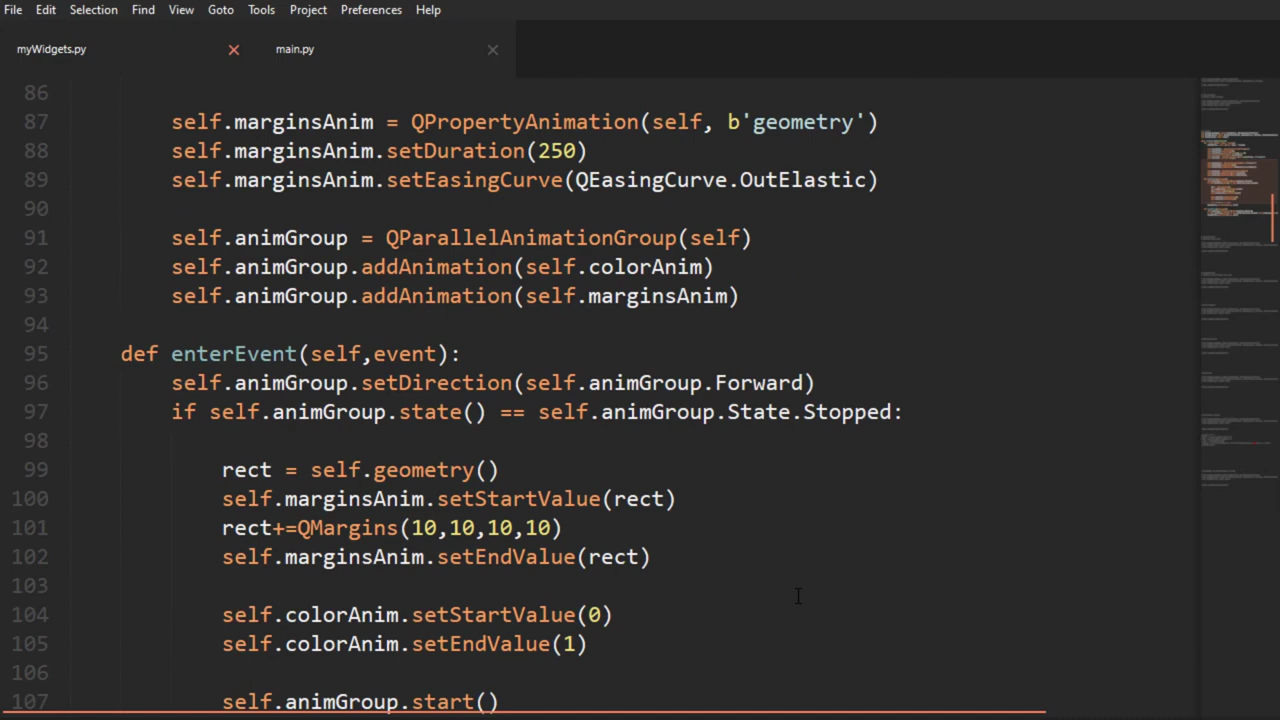 File Edit Selection Find View Goto Tools Project Preferences Help
myWidgets.py × main.py ×
86
87 self.marginsAnim = QPropertyAnimation(self, b'geometry')
88 self.marginsAnim.setDuration(250)
89 self.marginsAnim.setEasingCurve(QEasingCurve.OutElastic)
90
91 self.animGroup = QParallelAnimationGroup(self)
92 self.animGroup.addAnimation(self.colorAnim)
93 self.animGroup.addAnimation(self.marginsAnim)
94
95 def enterEvent(self,event):
96 self.animGroup.setDirection(self.animGroup.Forward)
97 if self.animGroup.state() == self.animGroup.State.Stopped:
98
99 rect = self.geometry()
100 self.marginsAnim.setStartValue(rect)
101 rect+=QMargins(10,10,10,10)
102 self.marginsAnim.setEndValue(rect)
103
104 self.colorAnim.setStartValue(0)
105 self.colorAnim.setEndValue(1)
106
107 self.animGroup.start()